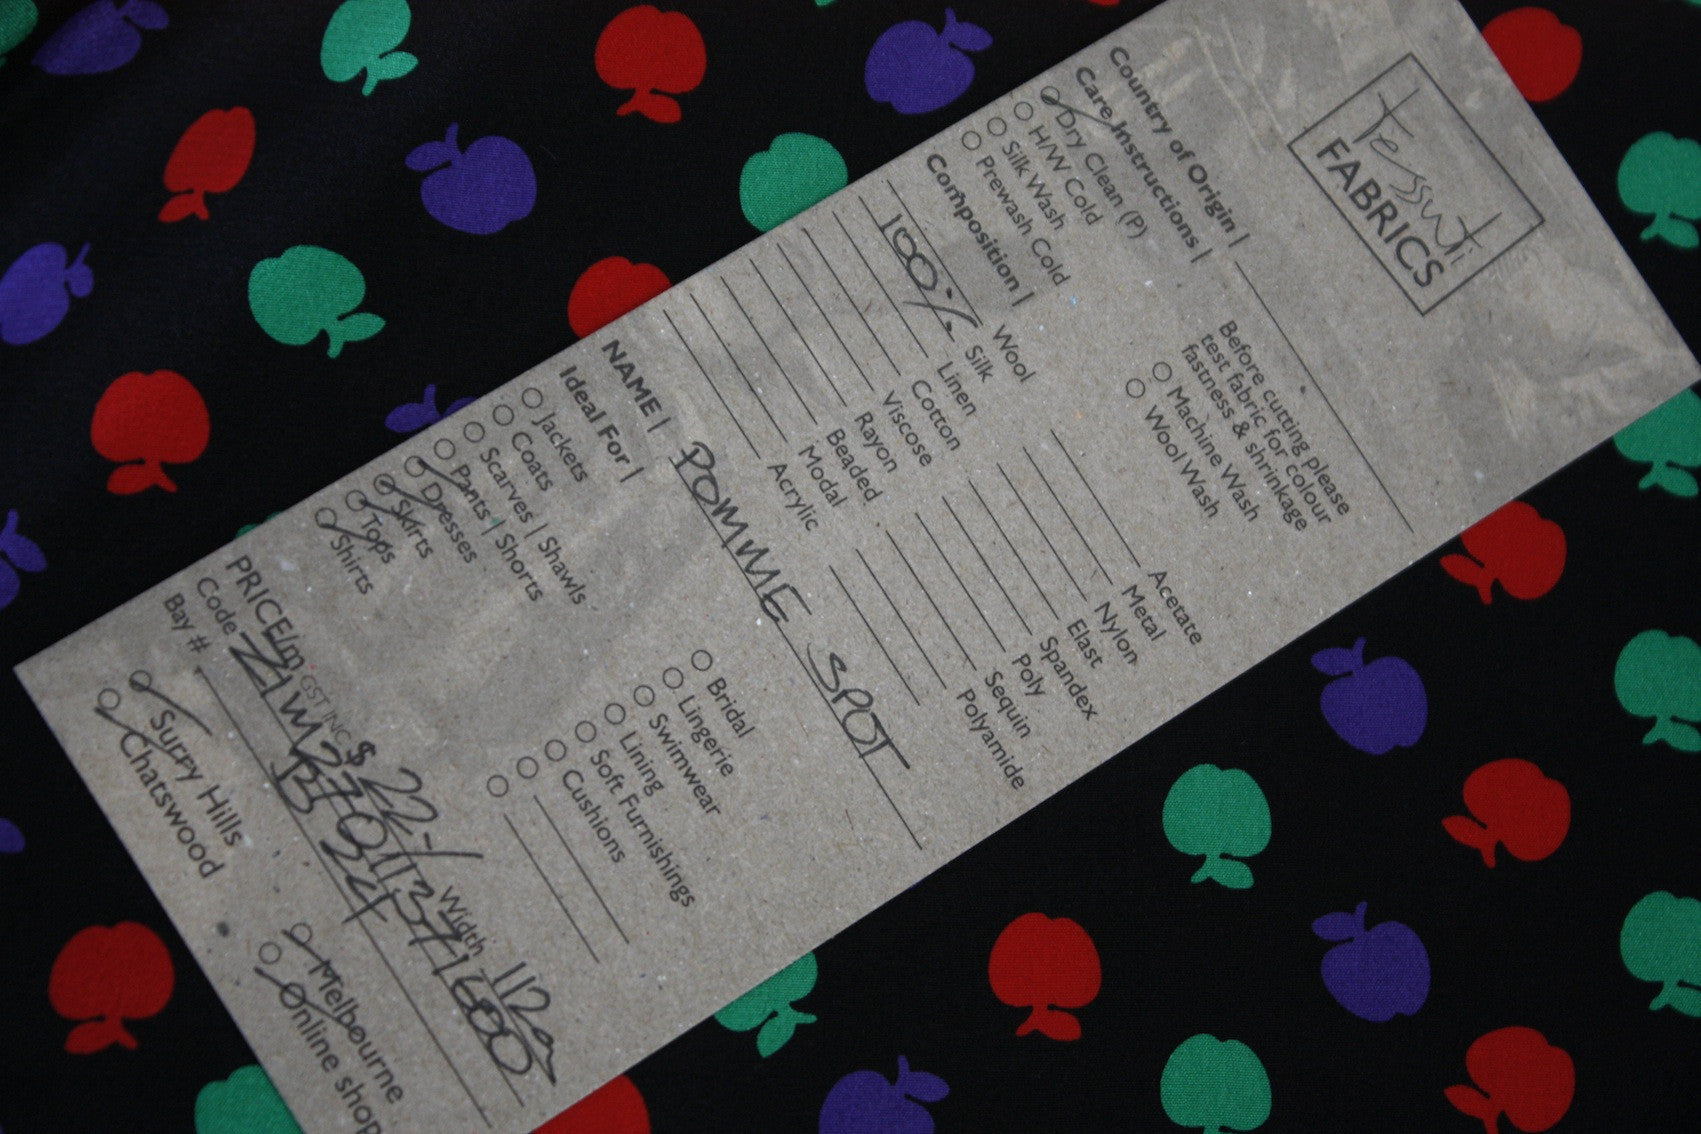 Tessuti
FABRICS
Country of Origin |
Care Instructions |
Dry Clean (P)
H/W Cold
Silk Wash
Prewash Cold
Before cutting please
test fabric for colour
fastness & shrinkage
Machine Wash
Wool Wash
Composition |
Wool
100% Silk
Linen
Cotton
Viscose
Rayon
Beaded
Modal
Acrylic
Acetate
Metal
Nylon
Elast
Spandex
Poly
Sequin
Polyamide
NAME | POMME SPOT
Ideal For |
Jackets
Coats
Scarves | Shawls
Pants | Shorts
Dresses
Skirts
Tops
Shirts
Bridal
Lingerie
Swimwear
Lining
Soft Furnishings
Cushions
PRICE/m GST INC $22-/ Width 112cm
Code
Bay # B 24
Surry Hills
Chatswood
Melbourne
Online shop